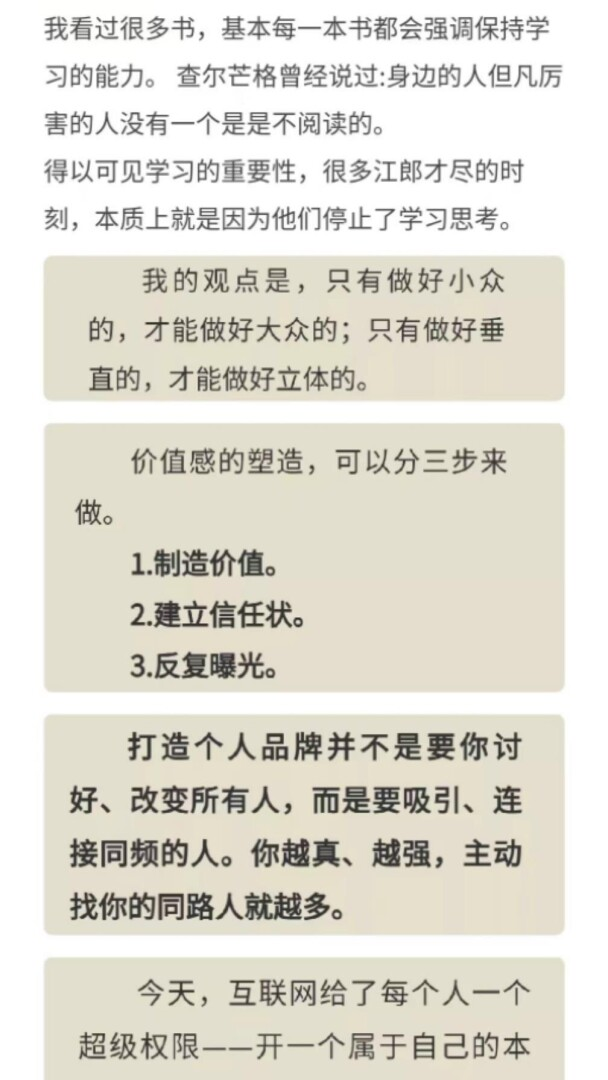 我看过很多书，基本每一本书都会强调保持学
习的能力。 查尔芒格曾经说过:身边的人但凡厉
害的人没有一个是是不阅读的。
得以可见学习的重要性，很多江郎才尽的时
刻，本质上就是因为他们停止了学习思考。
我的观点是，只有做好小众
的，才能做好大众的；只有做好垂
直的，才能做好立体的。
价值感的塑造，可以分三步来
做。
1.制造价值。
2.建立信任状。
3.反复曝光。
打造个人品牌并不是要你讨
好、改变所有人，而是要吸引、连
接同频的人。你越真、越强，主动
找你的同路人就越多。
今天，互联网给了每个人一个
超级权限——开一个属于自己的本